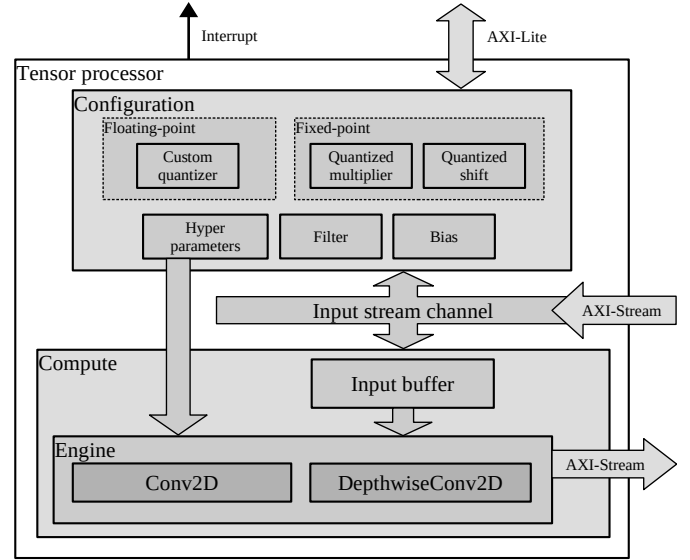 Interrupt
AXI-Lite
Tensor processor
Configuration
Floating-point
Fixed-point
Custom
quantizer
Quantized
multiplier
Quantized
shift
Hyper
parameters
Filter
Bias
Input stream channel
AXI-Stream
Compute
Input buffer
Engine
AXI-Stream
Conv2D
DepthwiseConv2D